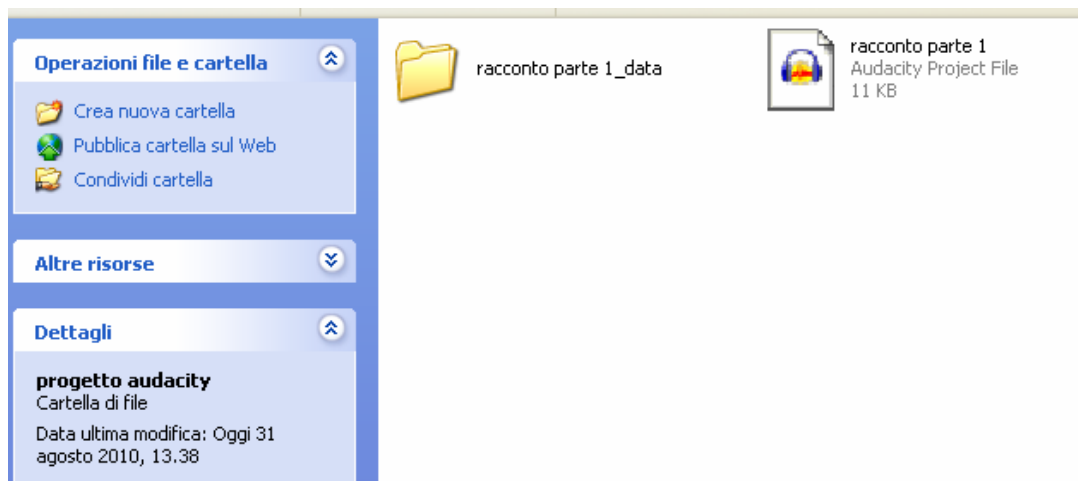 Operazioni file e cartella
Crea nuova cartella
Pubblica cartella sul Web
Condividi cartella
Altre risorse
Dettagli
progetto audacity
Cartella di file
Data ultima modifica: Oggi 31
agosto 2010, 13.38
racconto parte 1_data
racconto parte 1
Audacity Project File
11 KB